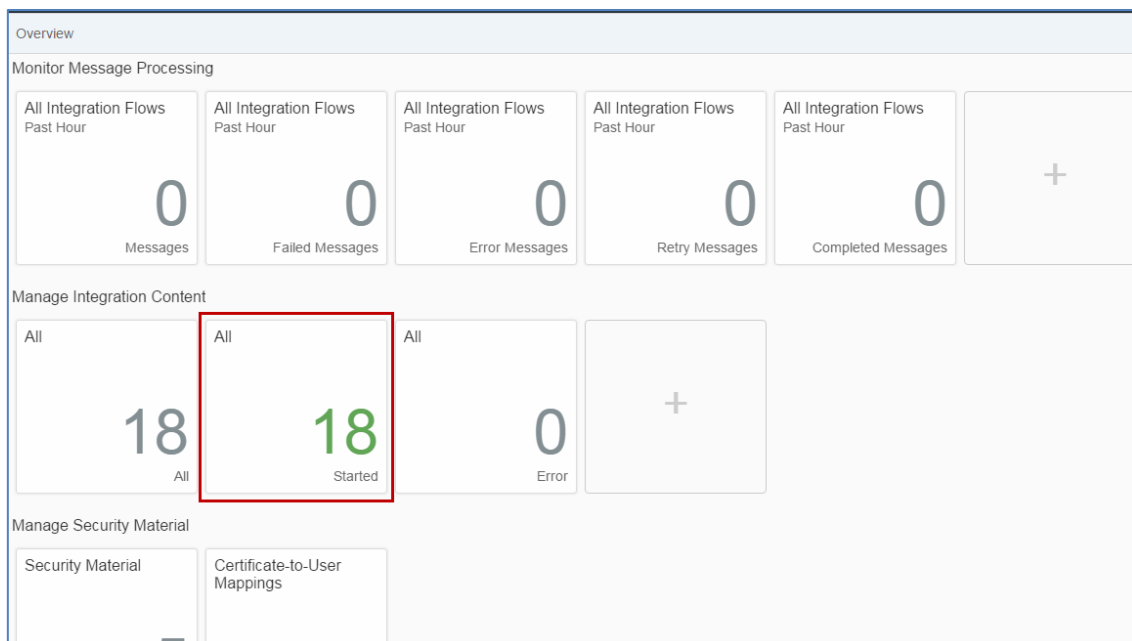 Overview
Monitor Message Processing
All Integration Flows
Past Hour
0
Messages
All Integration Flows
Past Hour
0
Failed Messages
All Integration Flows
Past Hour
0
Error Messages
All Integration Flows
Past Hour
0
Retry Messages
All Integration Flows
Past Hour
0
Completed Messages
+
Manage Integration Content
All
18
All
All
18
Started
All
0
Error
+
Manage Security Material
Security Material
Certificate-to-User
Mappings